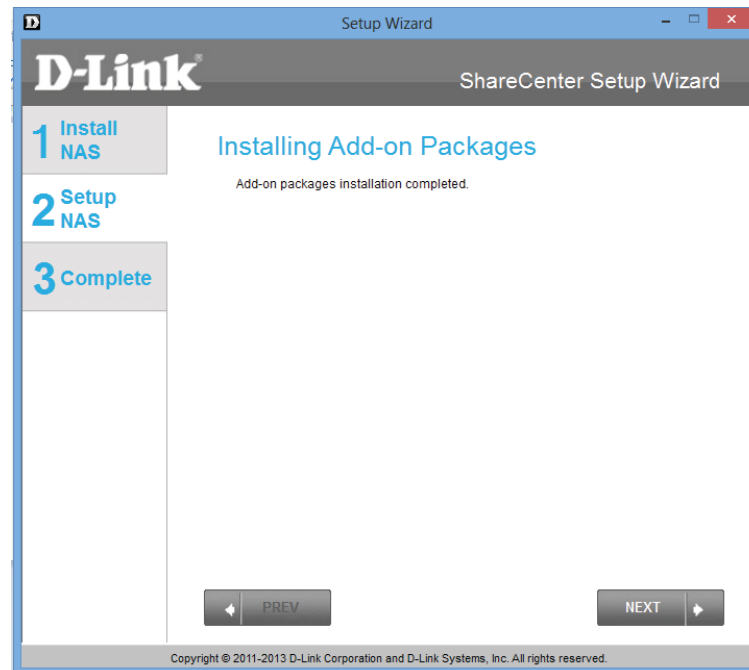 Setup Wizard
D-Link®
ShareCenter Setup Wizard
1 Install
NAS
2 Setup
NAS
3 Complete
Installing Add-on Packages
Add-on packages installation completed.
PREV
NEXT
Copyright © 2011-2013 D-Link Corporation and D-Link Systems, Inc. All rights reserved.